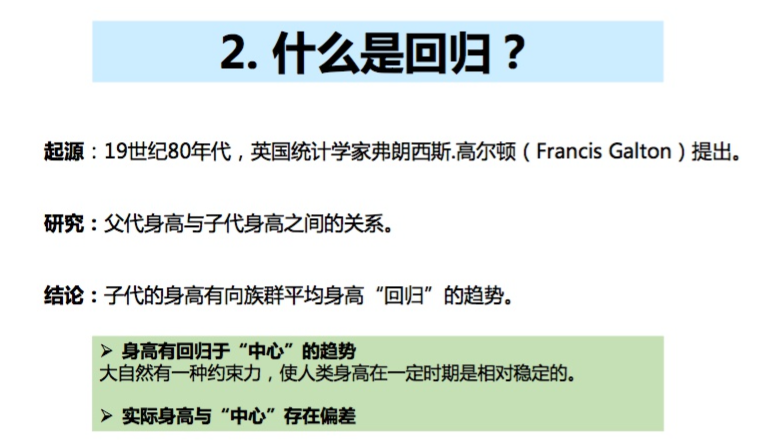 2. 什么是回归？
起源：19世纪80年代，英国统计学家弗朗西斯.高尔顿（Francis Galton）提出。
研究：父代身高与子代身高之间的关系。
结论：子代的身高有向族群平均身高“回归”的趋势。
➢ 身高有回归于“中心”的趋势
大自然有一种约束力，使人类身高在一定时期是相对稳定的。
➢ 实际身高与“中心”存在偏差